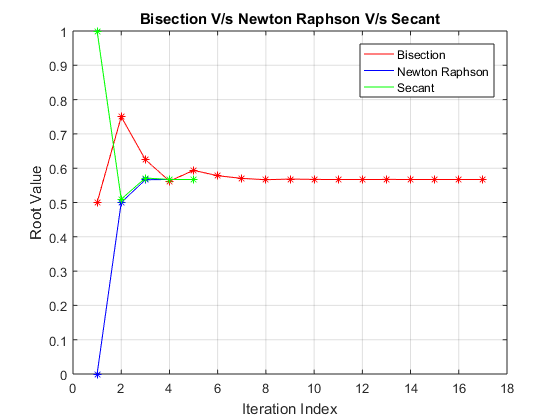 Bisection V/s Newton Raphson V/s Secant
Bisection
Newton Raphson
Secant
Root Value
1
0.9
0.8
0.7
0.6
0.5
0.4
0.3
0.2
0.1
0
0 2 4 6 8 10 12 14 16 18
Iteration Index